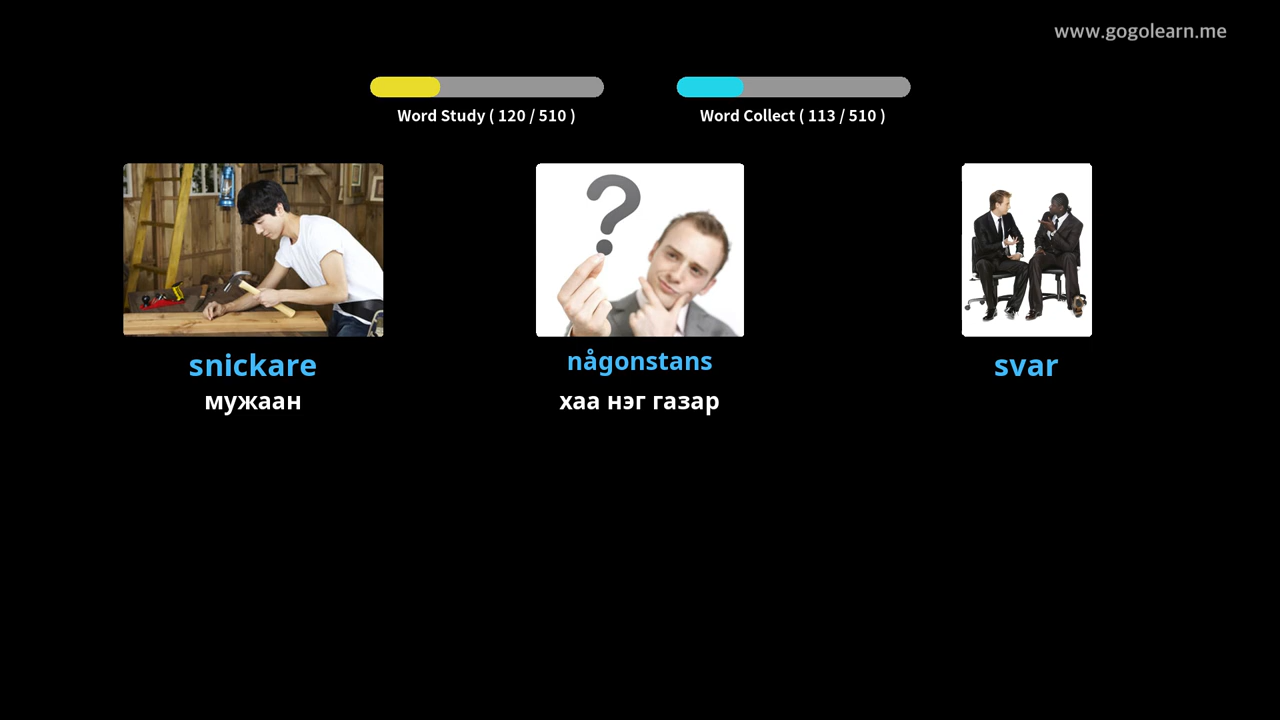 www.gogolearn.me
Word Study ( 120 / 510 )
Word Collect ( 113 / 510 )
snickare
мужаан
någonstans
хаа нэг газар
svar